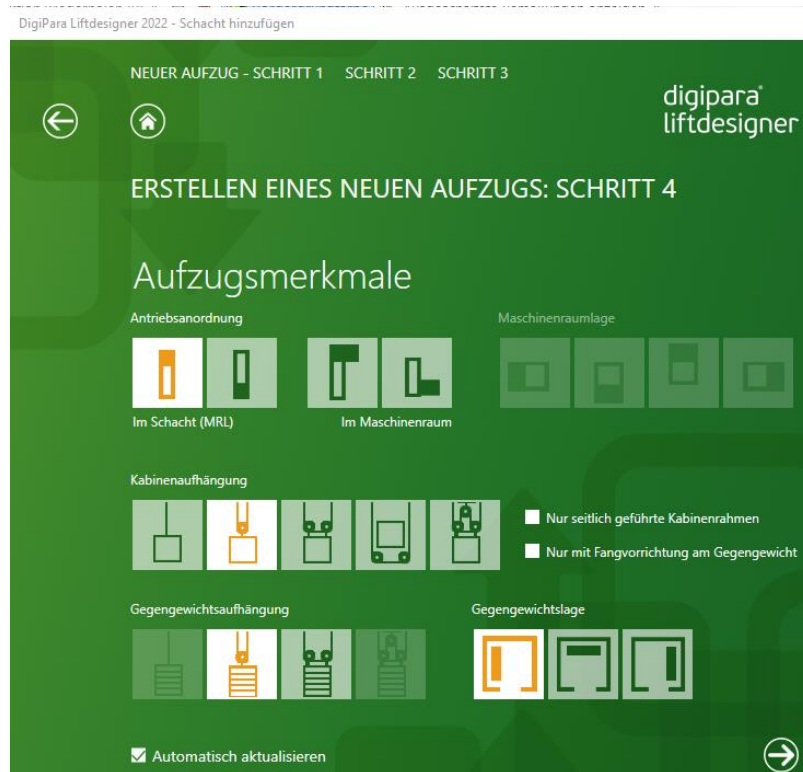 DigiPara Liftdesigner 2022 - Schacht hinzufügen
NEUER AUFZUG - SCHRITT 1 SCHRITT 2 SCHRITT 3
digipara®
liftdesigner
ERSTELLEN EINES NEUEN AUFZUGS: SCHRITT 4
Aufzugsmerkmale
Antriebsanordnung Maschinenraumlage
Im Schacht (MRL) Im Maschinenraum
Kabinenaufhängung
Nur seitlich geführte Kabinenrahmen
Nur mit Fangvorrichtung am Gegengewicht
Gegengewichtsaufhängung Gegengewichtslage
Automatisch aktualisieren